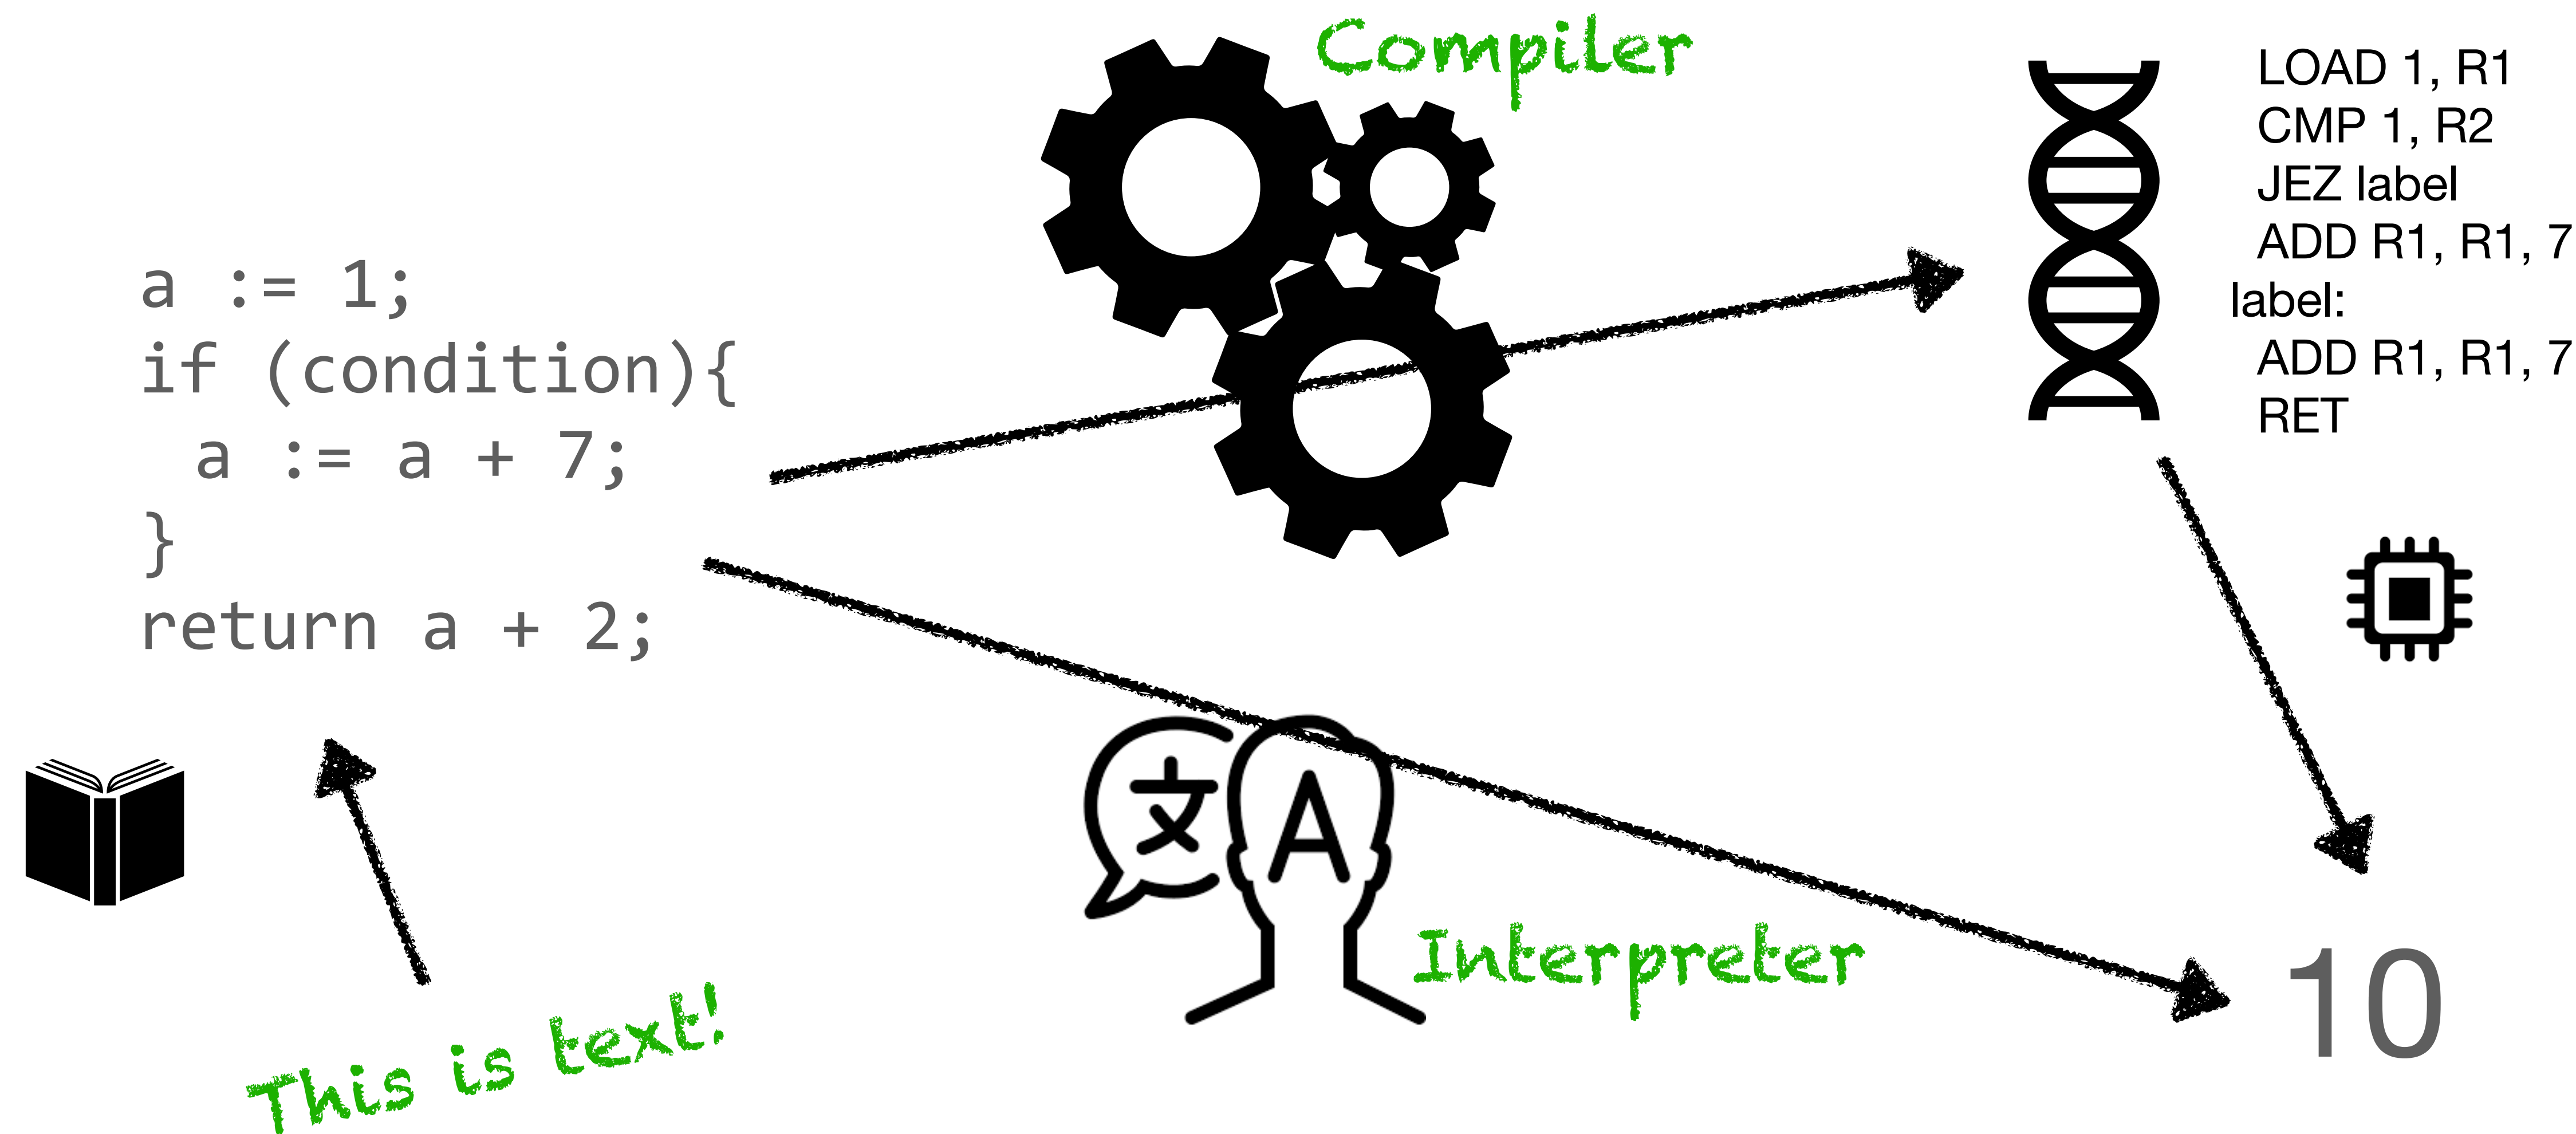 Compiler
a := 1;
if (condition){
a := a + 7;
}
return a + 2;
LOAD 1, R1
CMP 1, R2
JEZ label
ADD R1, R1, 7
label:
ADD R1, R1, 7
RET
This is text!
文 A
Interpreter
10